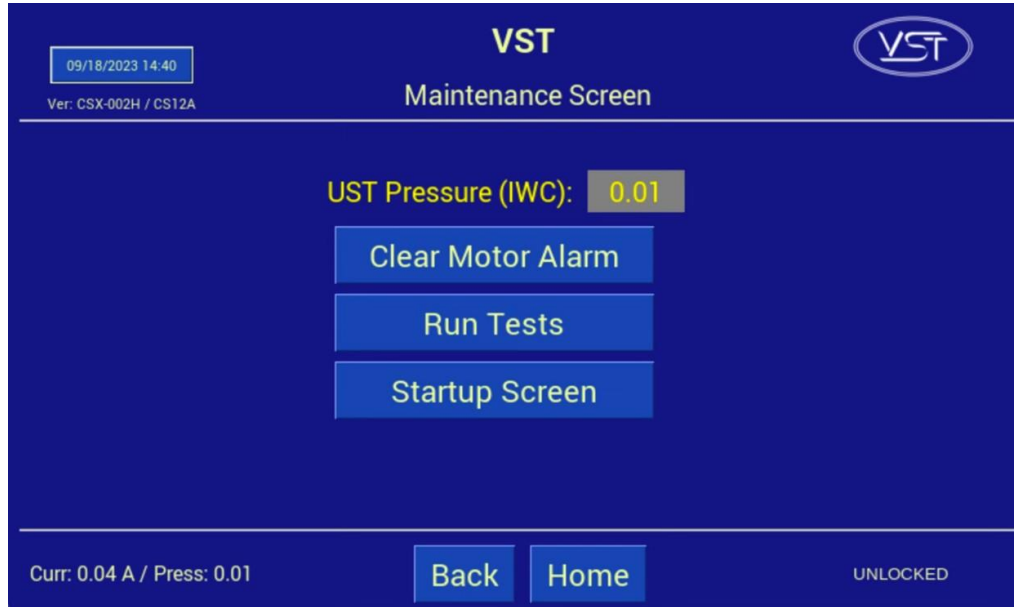 VST
09/18/2023 14:40
Ver: CSX-002H / CS12A
Maintenance Screen
VST
UST Pressure (IWC): 0.01
Clear Motor Alarm
Run Tests
Startup Screen
Curr: 0.04 A / Press: 0.01
Back
Home
UNLOCKED